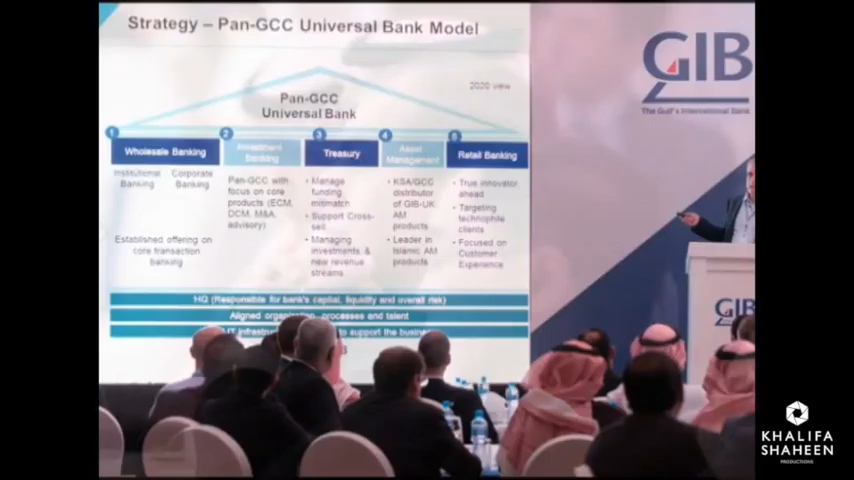 Strategy – Pan-GCC Universal Bank Model
2020 view
Pan-GCC
Universal Bank
1
Wholesale Banking
Institutional
Banking
Corporate
Banking
Established offering on
core transaction
banking
2
Investment
Banking
Pan-GCC with
focus on core
products (ECM,
DCM, M&A,
advisory)
3
Treasury
• Manage
funding
mismatch
• Support Cross-
sell
• Managing
investments &
new revenue
streams
4
Asset
Management
• KSA/GCC
distributor
of GIB-UK
AM
products
• Leader in
Islamic AM
products
5
Retail Banking
• True innovator
ahead
• Targeting
technophile
clients
• Focused on
Customer
Experience
HQ (Responsible for bank's capital, liquidity and overall risk)
Aligned organisation, processes and talent
IT to support the
GIB
The Gulf's International Bank
GIB
KHALIFA
SHAHEEN
PRODUCTIONS